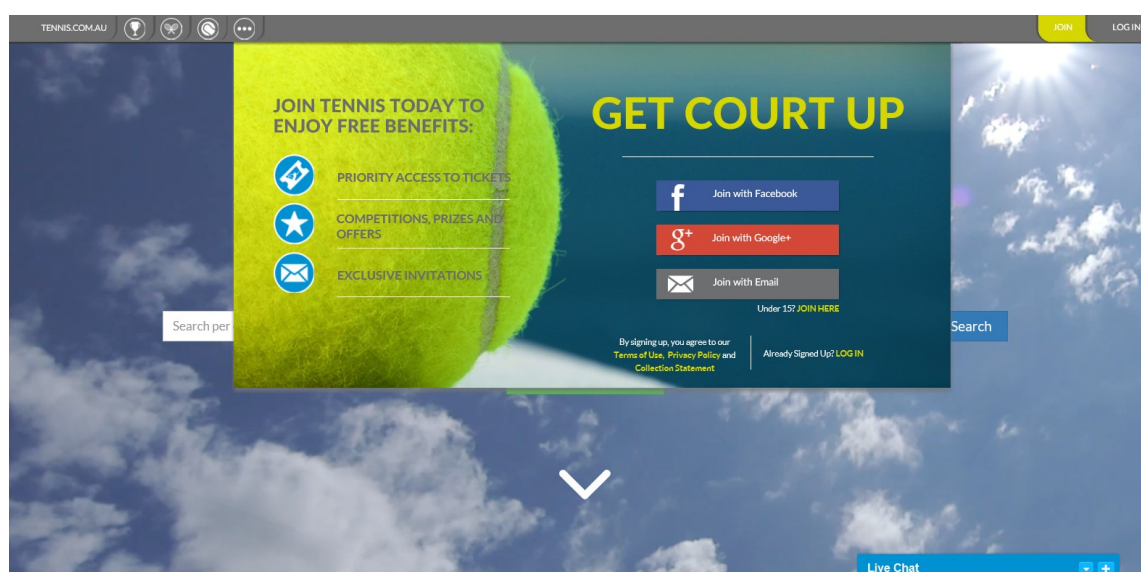 TENNIS.COM.AU
JOIN
LOG IN
JOIN TENNIS TODAY TO
ENJOY FREE BENEFITS:
PRIORITY ACCESS TO TICKETS
COMPETITIONS, PRIZES AND
OFFERS
EXCLUSIVE INVITATIONS
GET COURT UP
f Join with Facebook
g+ Join with Google+
Join with Email
Under 15? JOIN HERE
By signing up, you agree to our
Terms of Use, Privacy Policy and
Collection Statement
Already Signed Up? LOG IN
Search per
Search
Live Chat